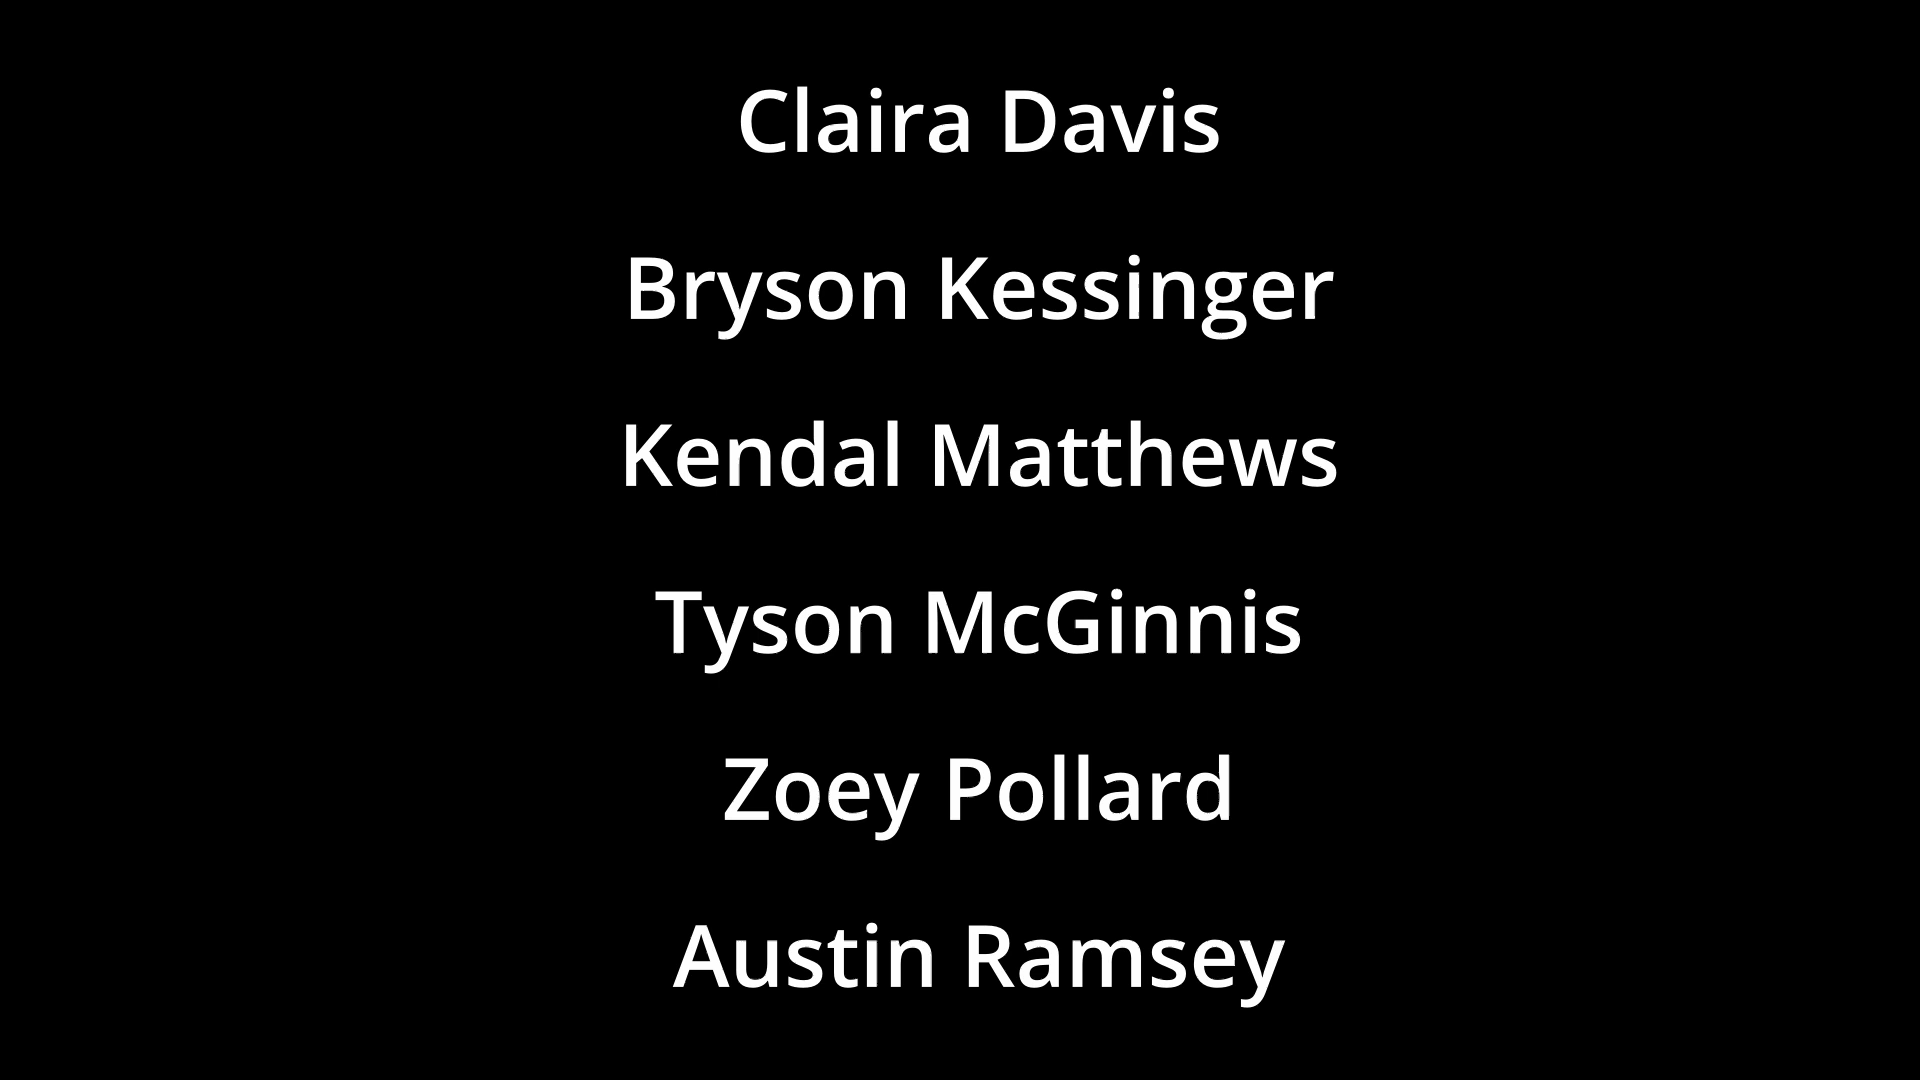 Claira Davis
Bryson Kessinger
Kendal Matthews
Tyson McGinnis
Zoey Pollard
Austin Ramsey